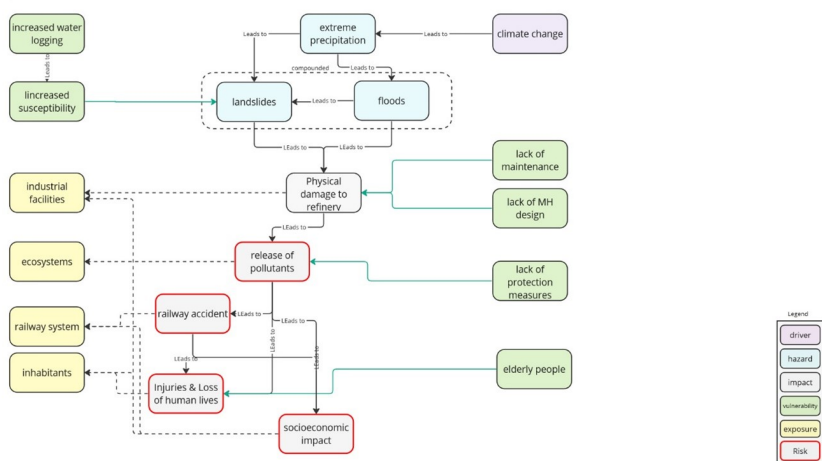 increased water
logging
extreme
precipitation
climate change
Leads to
Leads to
Leads to
compounded
Leads to
lincreased
susceptibility
landslides
Leads to
floods
LEads to
LEads to
lack of
maintenance
industrial
facilities
Physical
damage to
refinery
lack of MH
design
LEads to
ecosystems
release of
pollutants
lack of
protection
measures
railway accident
LEads to
LEads to
railway system
Leads to
LEads to
LEads to
inhabitants
Injuries & Loss
of human lives
elderly people
socioeconomic
impact
Legend
driver
hazard
impact
vulnerability
exposure
Risk